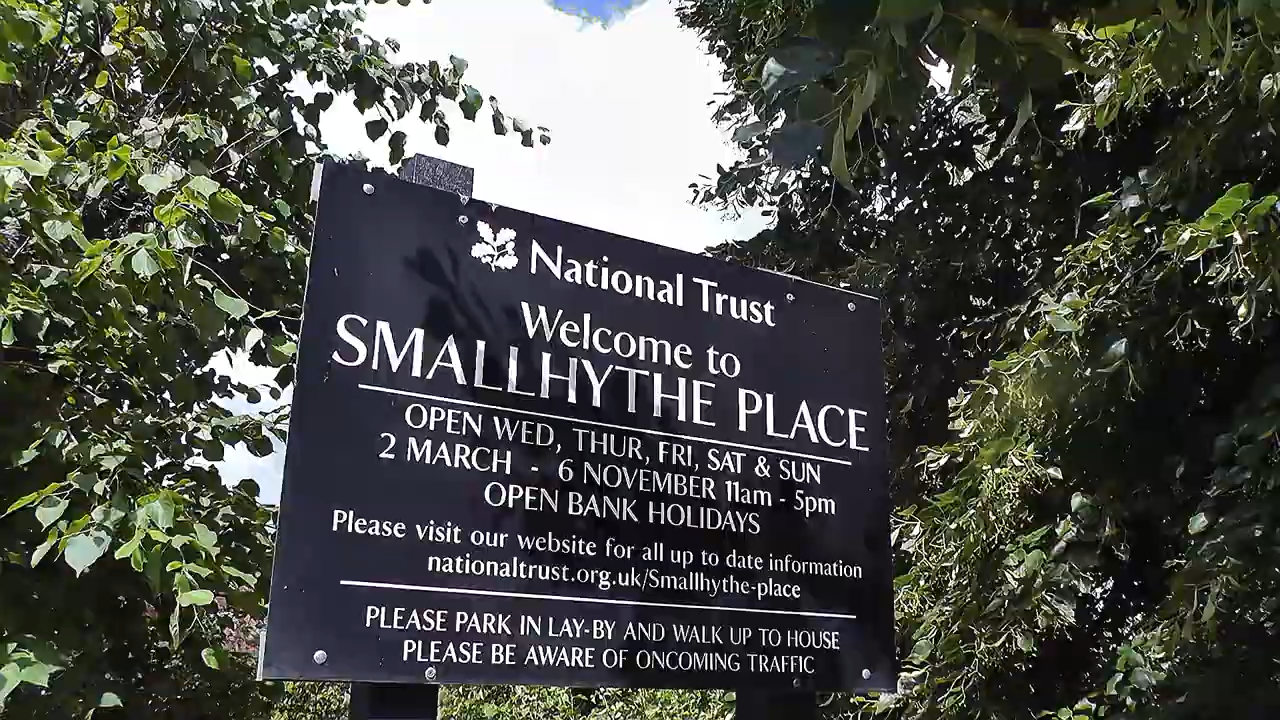 National Trust
Welcome to
SMALLHYTHE PLACE
OPEN WED, THUR, FRI, SAT & SUN
2 MARCH - 6 NOVEMBER 11am - 5pm
OPEN BANK HOLIDAYS
Please visit our website for all up to date information
nationaltrust.org.uk/Smallhythe-place
PLEASE PARK IN LAY-BY AND WALK UP TO HOUSE
PLEASE BE AWARE OF ONCOMING TRAFFIC